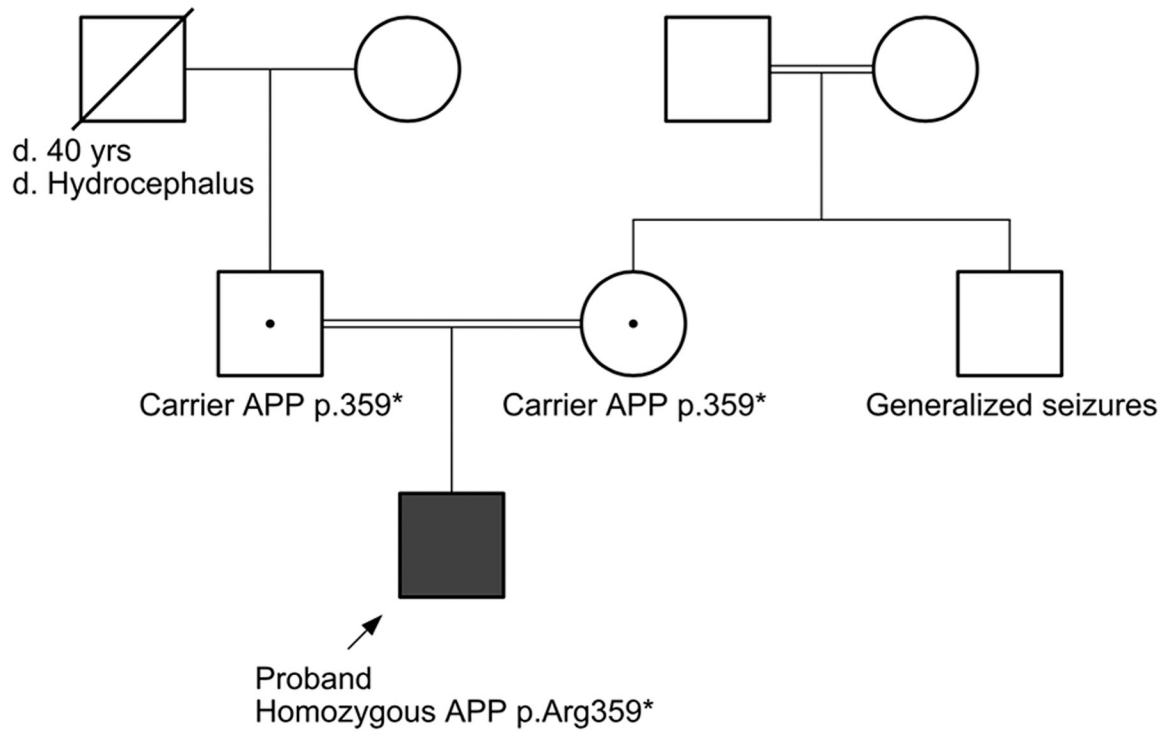 d. 40 yrs
d. Hydrocephalus
Carrier APP p.359*
Carrier APP p.359*
Generalized seizures
Proband
Homozygous APP p.Arg359*